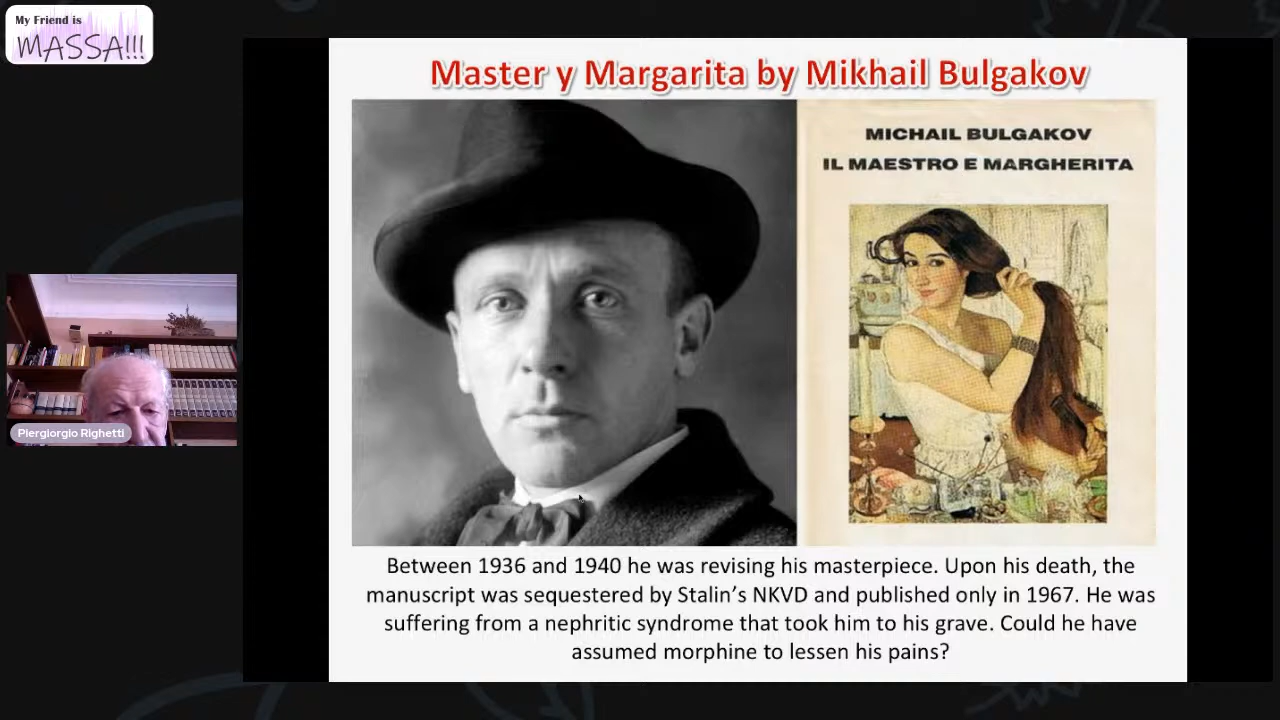 My Friend is
MASSA!!!
Master y Margarita by Mikhail Bulgakov
MICHAIL BULGAKOV
IL MAESTRO E MARGHERITA
Piergiorgio Righetti
Between 1936 and 1940 he was revising his masterpiece. Upon his death, the
manuscript was sequestered by Stalin’s NKVD and published only in 1967. He was
suffering from a nephritic syndrome that took him to his grave. Could he have
assumed morphine to lessen his pains?